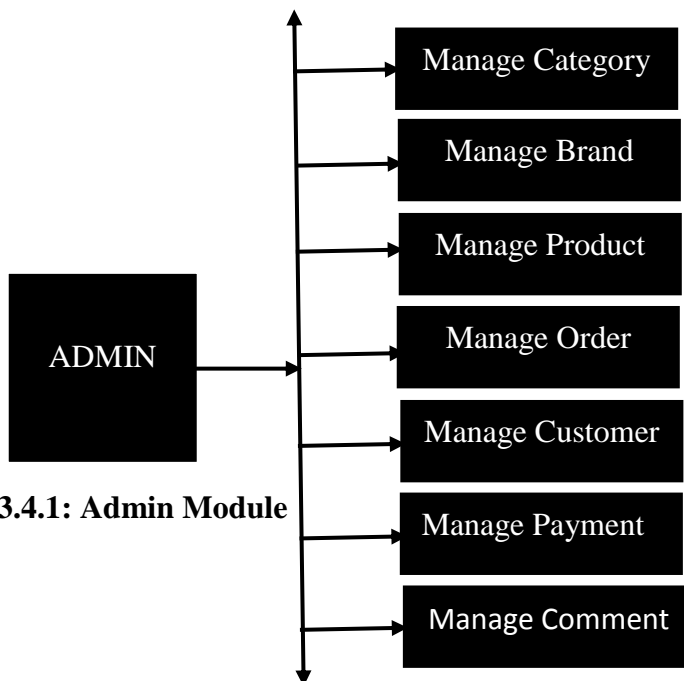 Manage Category
Manage Brand
Manage Product
Manage Order
ADMIN
Manage Customer
3.4.1: Admin Module
Manage Payment
Manage Comment